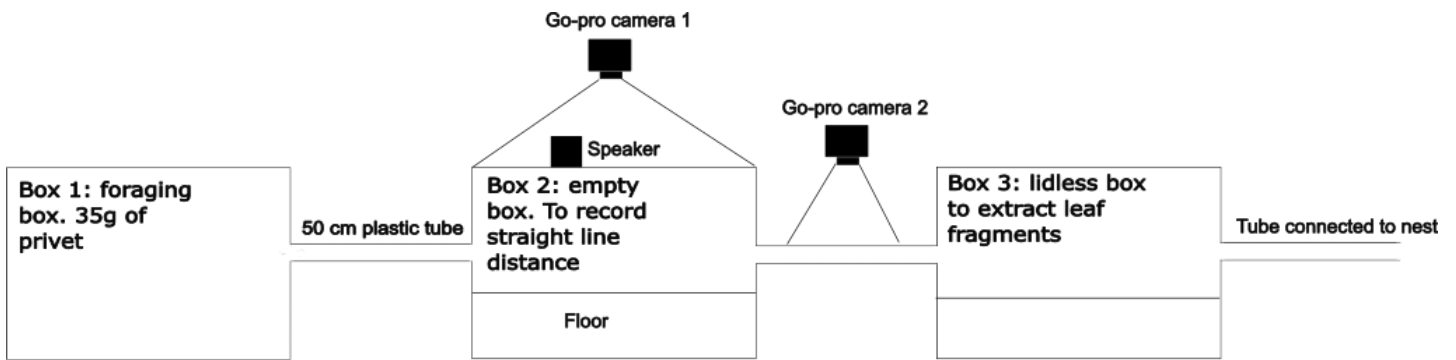 Go-pro camera 1
Go-pro camera 2
Speaker
Box 1: foraging
box. 35g of
privet
50 cm plastic tube
Box 2: empty
box. To record
straight line
distance
Floor
Box 3: lidless box
to extract leaf
fragments
Tube connected to nest